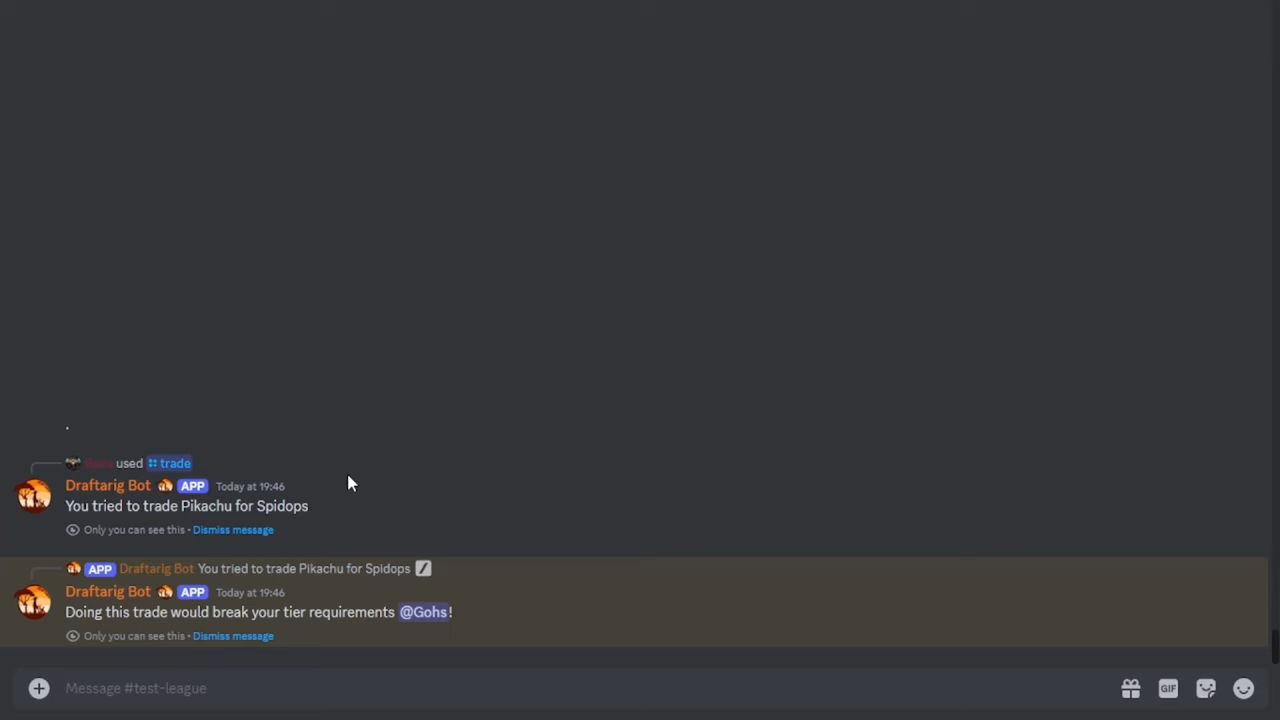 .
used trade
Draftarig Bot APP Today at 19:46
You tried to trade Pikachu for Spidops
Only you can see this • Dismiss message
APP Draftarig Bot You tried to trade Pikachu for Spidops
Draftarig Bot APP Today at 19:46
Doing this trade would break your tier requirements @Gohs!
Only you can see this • Dismiss message
Message #test-league
GIF